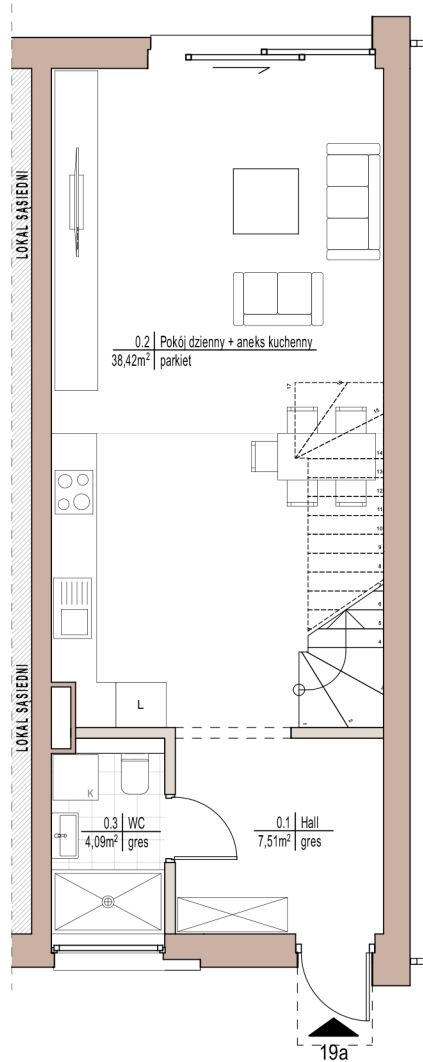 LOKAL SĄSIEDNI
0.2 Pokój dzienny + aneks kuchenny
38,42m² parkiet
17
16
15
14
13
12
11
10
9
8
7
6
5
4
3
2
1
L
LOKAL SĄSIEDNI
K
0.3 WC
4,09m² gres
0.1 Hall
7,51m² gres
19a